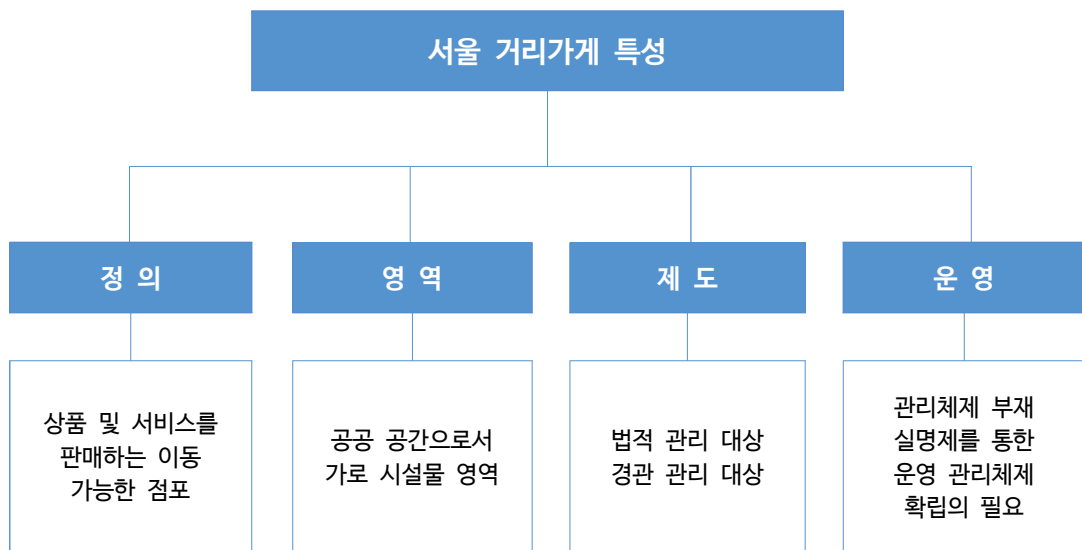 서울 거리가게 특성
정 의
영 역
제 도
운 영
상품 및 서비스를
판매하는 이동
가능한 점포
공공 공간으로서
가로 시설물 영역
법적 관리 대상
경관 관리 대상
관리체제 부재
실명제를 통한
운영 관리체제
확립의 필요